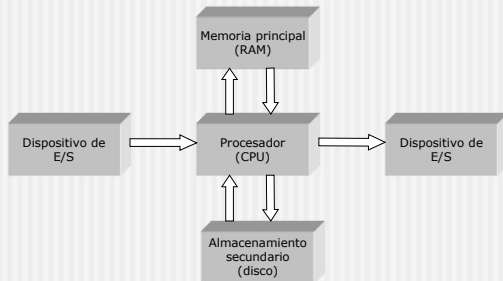 Memoria principal
(RAM)
Dispositivo de
E/S
Procesador
(CPU)
Dispositivo de
E/S
Almacenamiento
secundario
(disco)